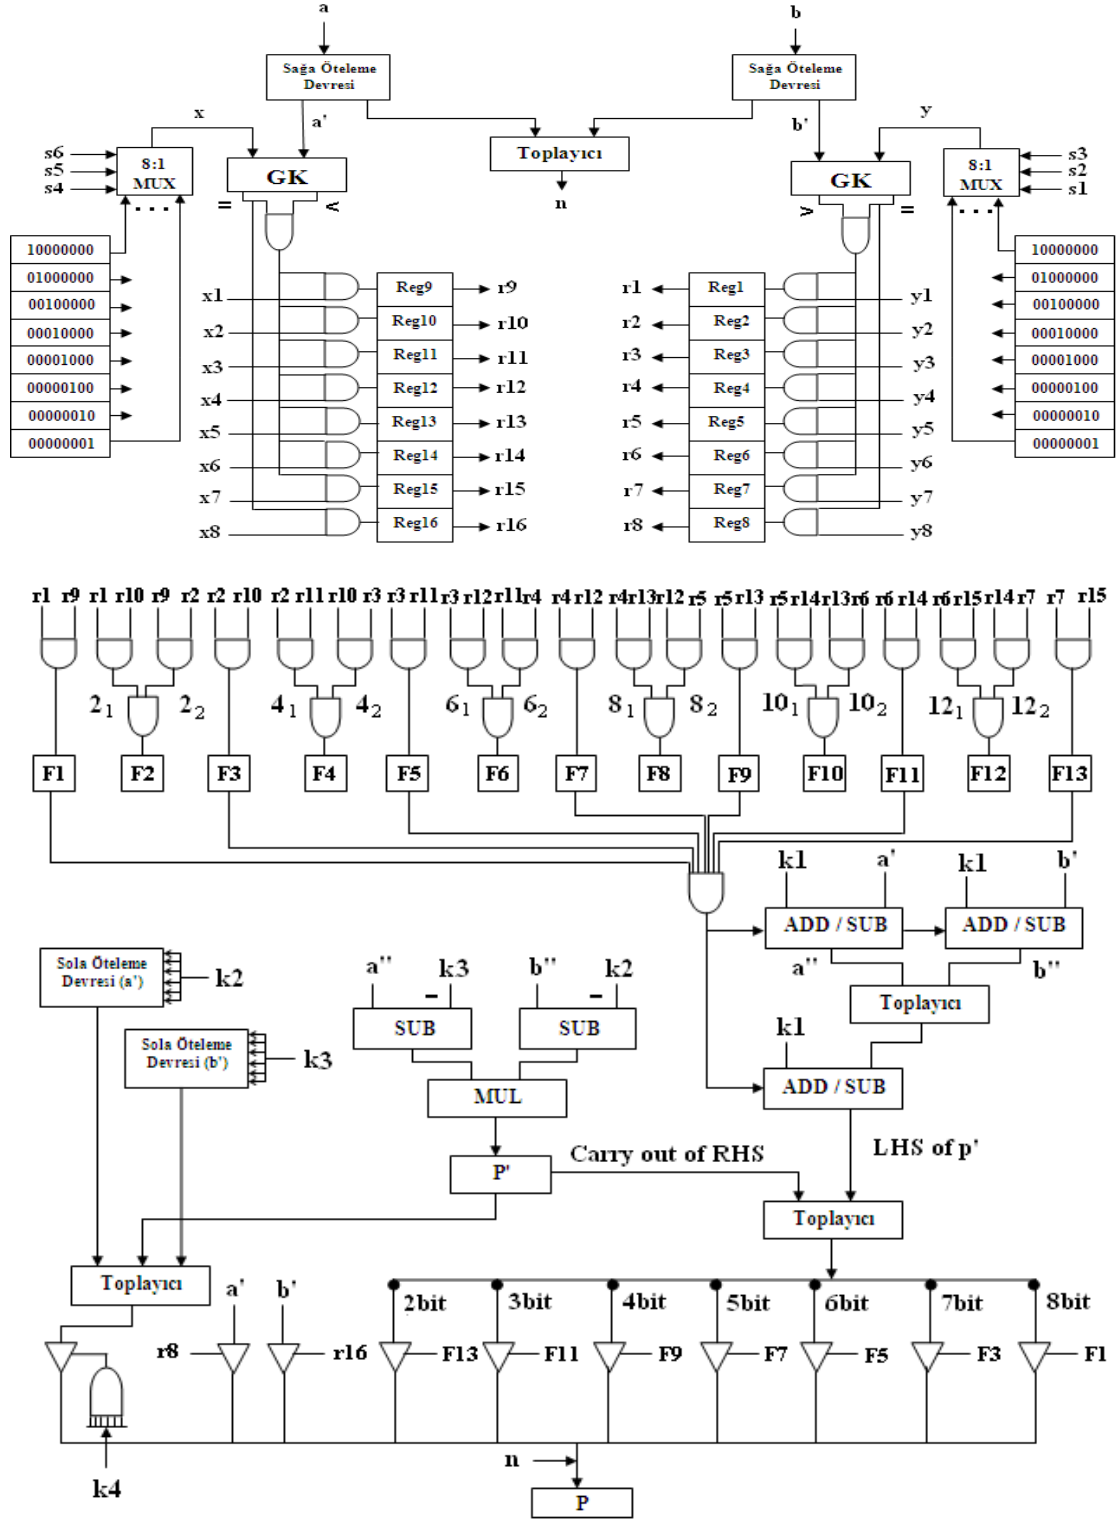 a
b
Sağa Öteleme
Devresi
Sağa Öteleme
Devresi
x
a'
b'
y
Toplayıcı
n
s6
s5
s4
8:1
MUX
GK
= <
GK
> =
8:1
MUX
s3
s2
s1
. . .
. . .
10000000
01000000
00100000
00010000
00001000
00000100
00000010
00000001
x1
x2
x3
x4
x5
x6
x7
x8
Reg9
Reg10
Reg11
Reg12
Reg13
Reg14
Reg15
Reg16
r9
r10
r11
r12
r13
r14
r15
r16
r1
r2
r3
r4
r5
r6
r7
r8
Reg1
Reg2
Reg3
Reg4
Reg5
Reg6
Reg7
Reg8
y1
y2
y3
y4
y5
y6
y7
y8
10000000
01000000
00100000
00010000
00001000
00000100
00000010
00000001
r1 r9 r1 r10 r9 r2 r2 r10 r2 r11 r10 r3 r3 r11 r3 r12 r11 r4 r4 r12 r4 r13 r12 r5 r5 r13 r5 r14 r13 r6 r6 r14 r6 r15 r14 r7 r7 r15
2₁ 2₂ 4₁ 4₂ 6₁ 6₂ 8₁ 8₂ 10₁ 10₂ 12₁ 12₂
F1 F2 F3 F4 F5 F6 F7 F8 F9 F10 F11 F12 F13
k1 a' k1 b'
ADD / SUB
ADD / SUB
a'' b''
Toplayıcı
k1
ADD / SUB
Sola Öteleme
Devresi (a')
k2
Sola Öteleme
Devresi (b')
k3
a'' k3 b'' k2
– –
SUB
SUB
MUL
P'
Carry out of RHS
LHS of p'
Toplayıcı
Toplayıcı
a' b'
2bit 3bit 4bit 5bit 6bit 7bit 8bit
r8 r16 F13 F11 F9 F7 F5 F3 F1
k4
n
P